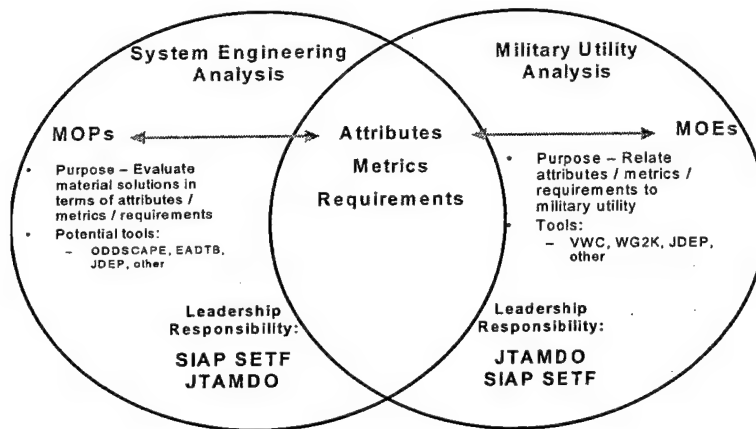 System Engineering
Analysis
MOPs
• Purpose – Evaluate
material solutions in
terms of attributes /
metrics / requirements
• Potential tools:
– ODDSCAPE, EADTB,
JDEP, other
Leadership
Responsibility:
SIAP SETF
JTAMDO
Attributes
Metrics
Requirements
Military Utility
Analysis
MOEs
• Purpose – Relate
attributes / metrics /
requirements to
military utility
• Tools:
– VWC, WG2K, JDEP,
other
Leadership
Responsibility:
JTAMDO
SIAP SETF